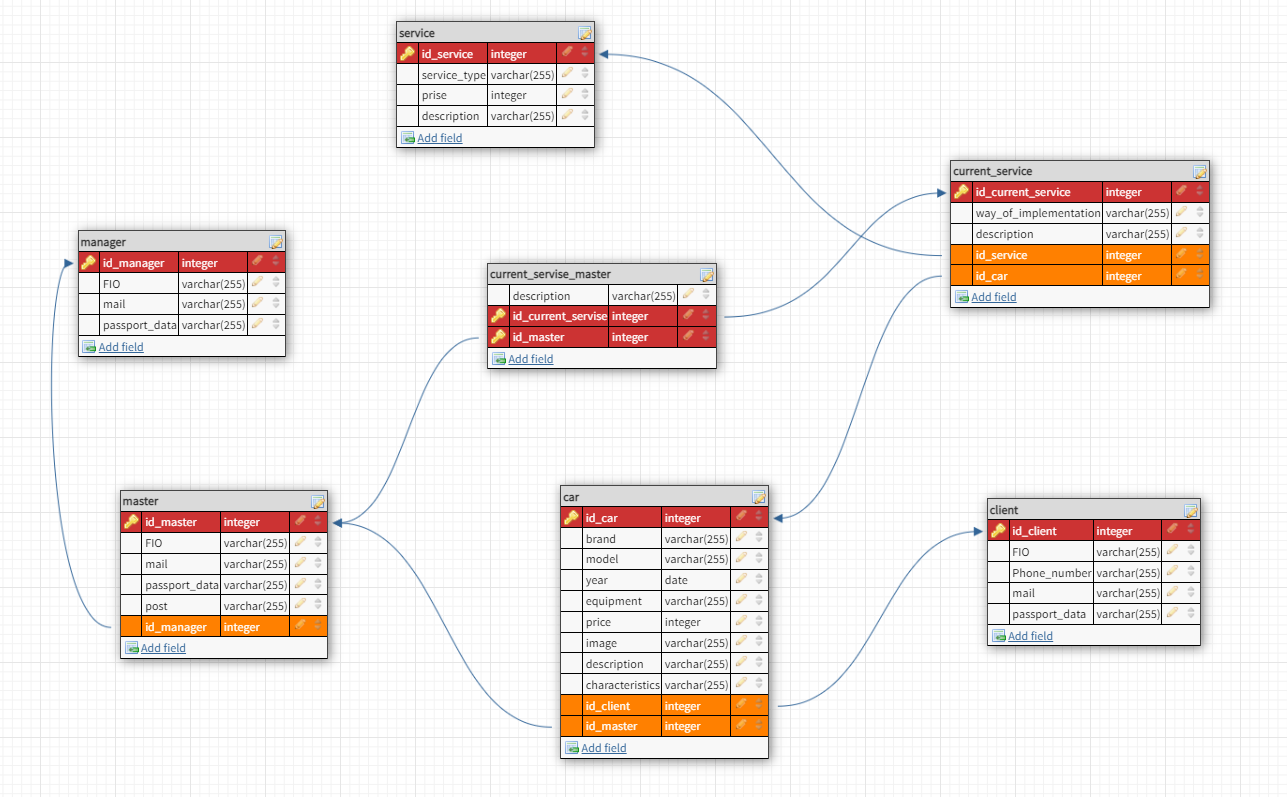 service
id_service integer
service_type varchar(255)
prise integer
description varchar(255)
Add field
current_service
id_current_service integer
way_of_implementation varchar(255)
description varchar(255)
id_service integer
id_car integer
Add field
manager
id_manager integer
FIO varchar(255)
mail varchar(255)
passport_data varchar(255)
Add field
current_servise_master
description varchar(255)
id_current_servise integer
id_master integer
Add field
master
id_master integer
FIO varchar(255)
mail varchar(255)
passport_data varchar(255)
post varchar(255)
id_manager integer
Add field
car
id_car integer
brand varchar(255)
model varchar(255)
year date
equipment varchar(255)
price integer
image varchar(255)
description varchar(255)
characteristics varchar(255)
id_client integer
id_master integer
Add field
client
id_client integer
FIO varchar(255)
Phone_number varchar(255)
mail varchar(255)
passport_data varchar(255)
Add field